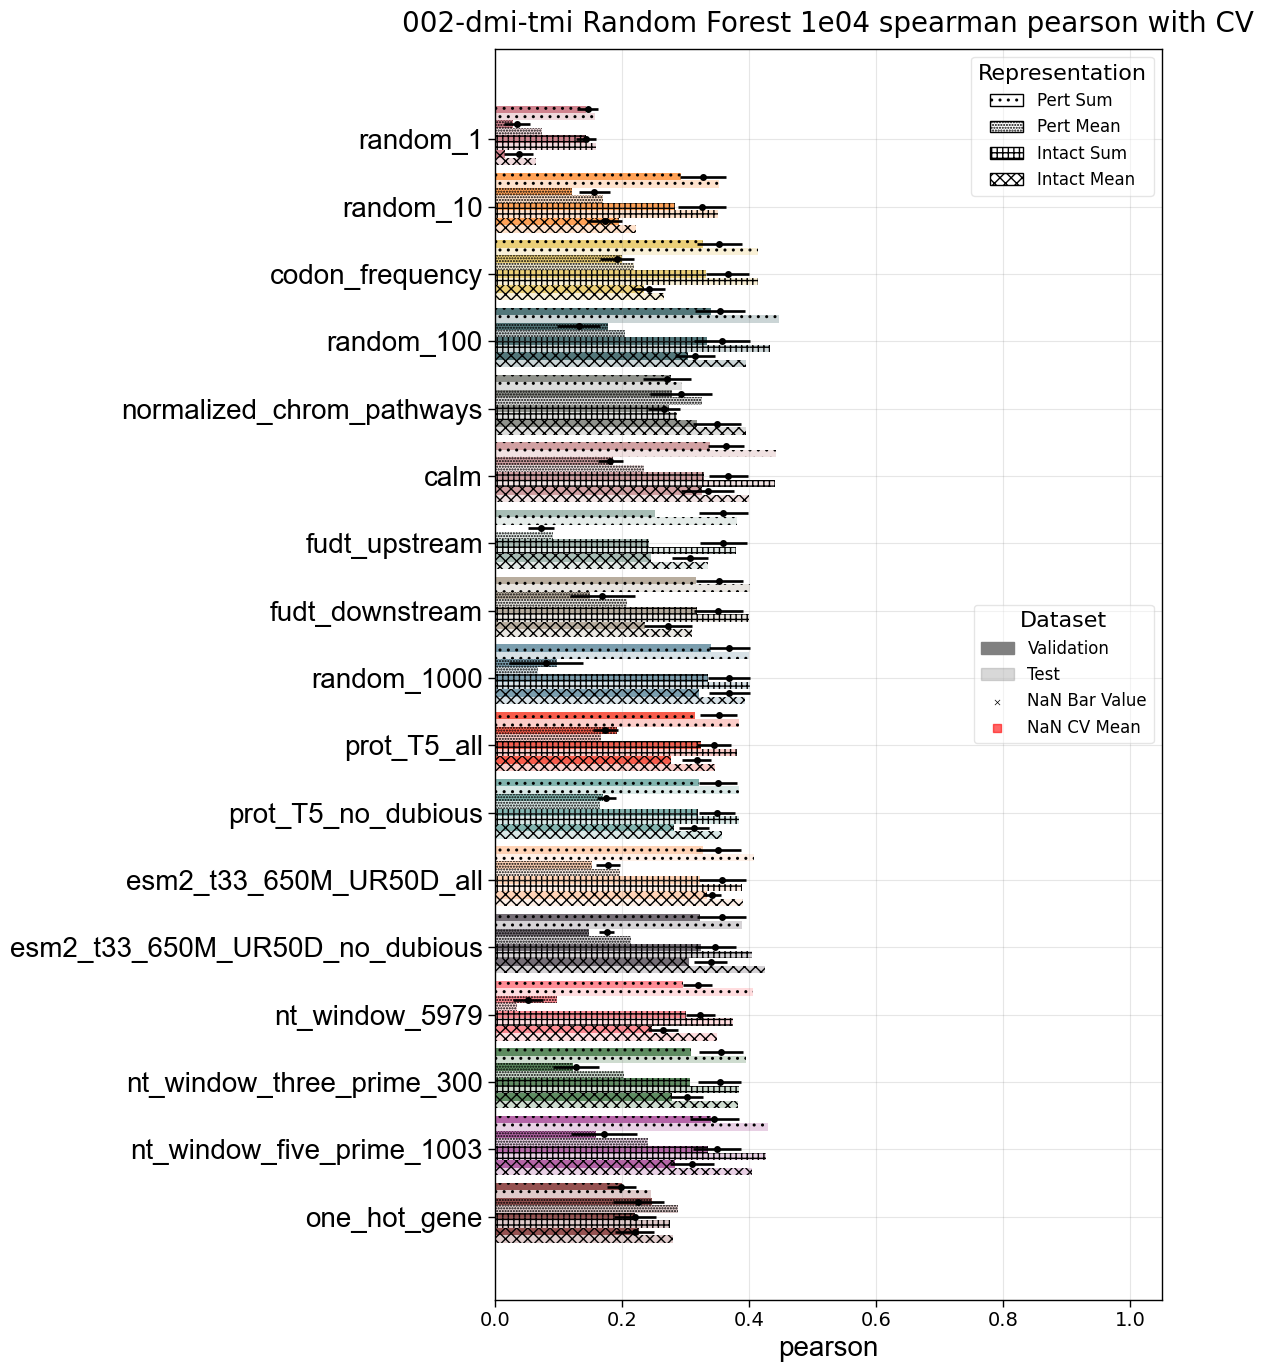 002-dmi-tmi Random Forest 1e04 spearman pearson with CV
Representation
Pert Sum
Pert Mean
Intact Sum
Intact Mean
random_1
random_10
codon_frequency
random_100
normalized_chrom_pathways
calm
fudt_upstream
fudt_downstream
random_1000
prot_T5_all
prot_T5_no_dubious
esm2_t33_650M_UR50D_all
esm2_t33_650M_UR50D_no_dubious
nt_window_5979
nt_window_three_prime_300
nt_window_five_prime_1003
one_hot_gene
Dataset
Validation
Test
NaN Bar Value
NaN CV Mean
0.0 0.2 0.4 0.6 0.8 1.0
pearson